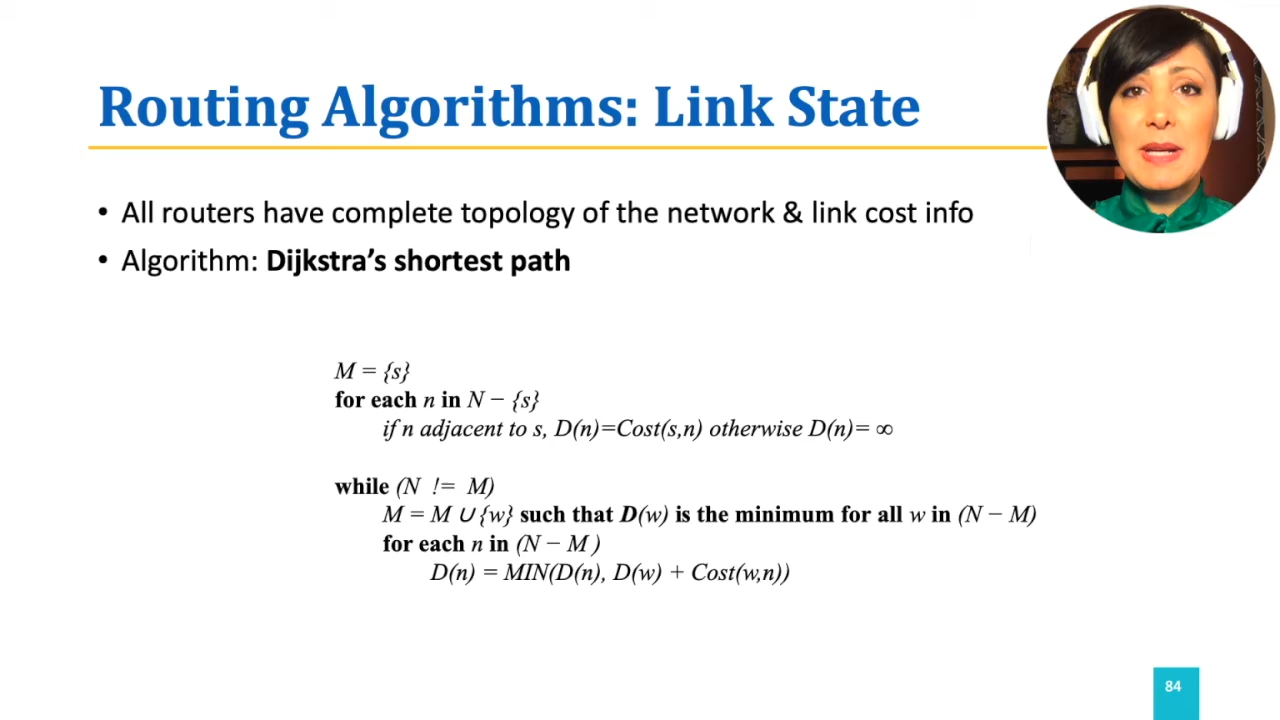 Routing Algorithms: Link State
• All routers have complete topology of the network & link cost info
• Algorithm: Dijkstra’s shortest path
M = {s}
for each n in N − {s}
if n adjacent to s, D(n)=Cost(s,n) otherwise D(n)= ∞
while (N != M)
M = M ∪ {w} such that D(w) is the minimum for all w in (N − M)
for each n in (N − M )
D(n) = MIN(D(n), D(w) + Cost(w,n))
84